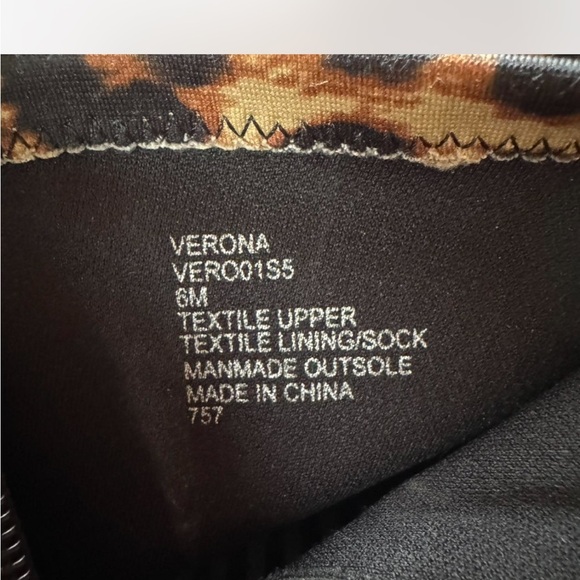 VERONA
VERO01S5
6M
TEXTILE UPPER
TEXTILE LINING/SOCK
MANMADE OUTSOLE
MADE IN CHINA
757